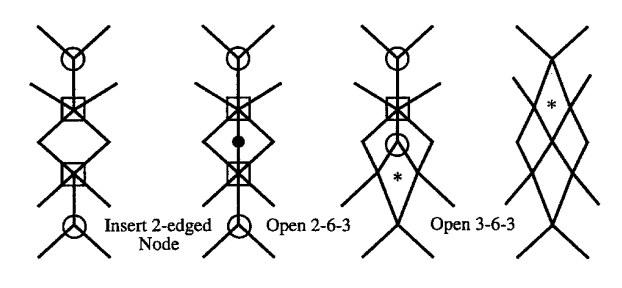 *
*
Insert 2-edged
Node
Open 2-6-3
Open 3-6-3